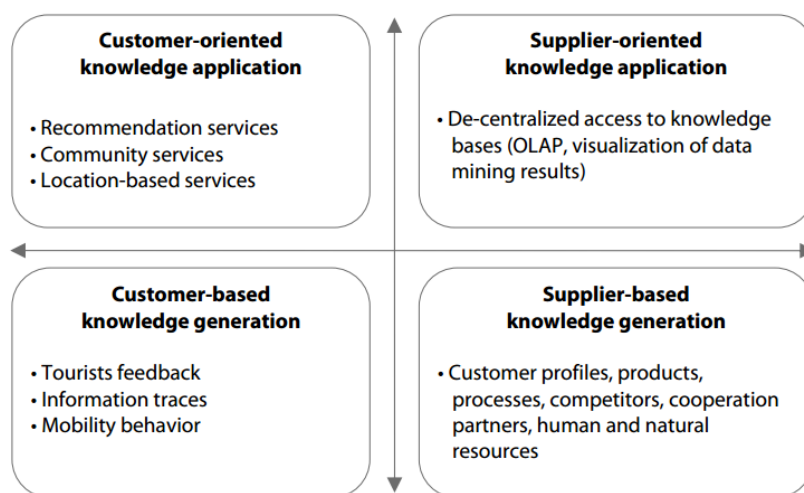 Customer-oriented
knowledge application
• Recommendation services
• Community services
• Location-based services
Supplier-oriented
knowledge application
• De-centralized access to knowledge
bases (OLAP, visualization of data
mining results)
Customer-based
knowledge generation
• Tourists feedback
• Information traces
• Mobility behavior
Supplier-based
knowledge generation
• Customer profiles, products,
processes, competitors, cooperation
partners, human and natural
resources